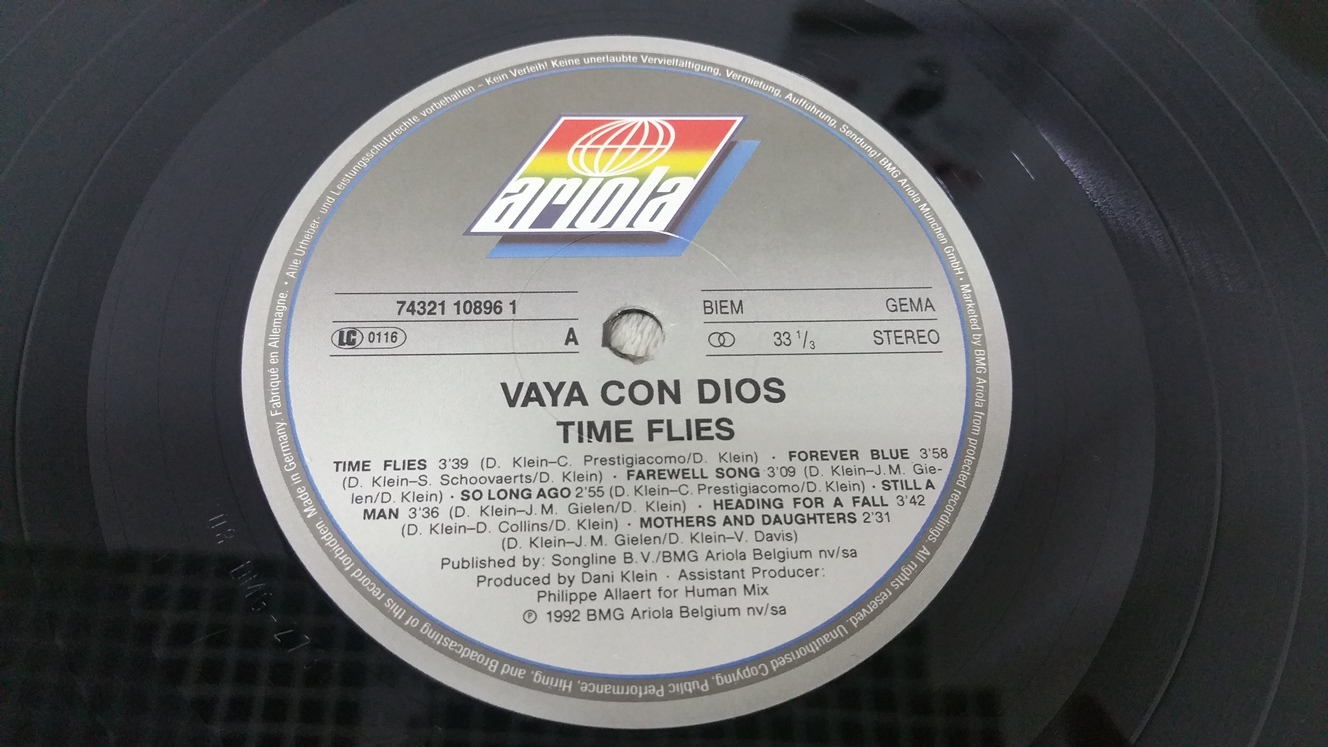 Alle Urheber- und Leistungsschutzrechte vorbehalten – Kein Verleih! Keine unerlaubte Vervielfältigung, Vermietung, Aufführung, Sendung! BMG Ariola München GmbH • Marketed by BMG Ariola from protected recordings. All rights reserved. Unauthorised Copying, Public Performance, Hiring, and Broadcasting of this record forbidden. Made in Germany. Fabriqué en Allemagne. •
ariola
74321 10896 1
BIEM GEMA
LC 0116 A
33 1/3 STEREO
VAYA CON DIOS
TIME FLIES
TIME FLIES 3'39 (D. Klein–C. Prestigiacomo/D. Klein) · FOREVER BLUE 3'58
(D. Klein–S. Schoovaerts/D. Klein) · FAREWELL SONG 3'09 (D. Klein–J.M. Gie-
len/D. Klein) · SO LONG AGO 2'55 (D. Klein–C. Prestigiacomo/D. Klein) · STILL A
MAN 3'36 (D. Klein–J.M. Gielen/D. Klein) · HEADING FOR A FALL 3'42
(D. Klein–D. Collins/D. Klein) · MOTHERS AND DAUGHTERS 2'31
(D. Klein–J.M. Gielen/D. Klein–V. Davis)
Published by: Songline B.V./BMG Ariola Belgium nv/sa
Produced by Dani Klein · Assistant Producer:
Philippe Allaert for Human Mix
℗ 1992 BMG Ariola Belgium nv/sa